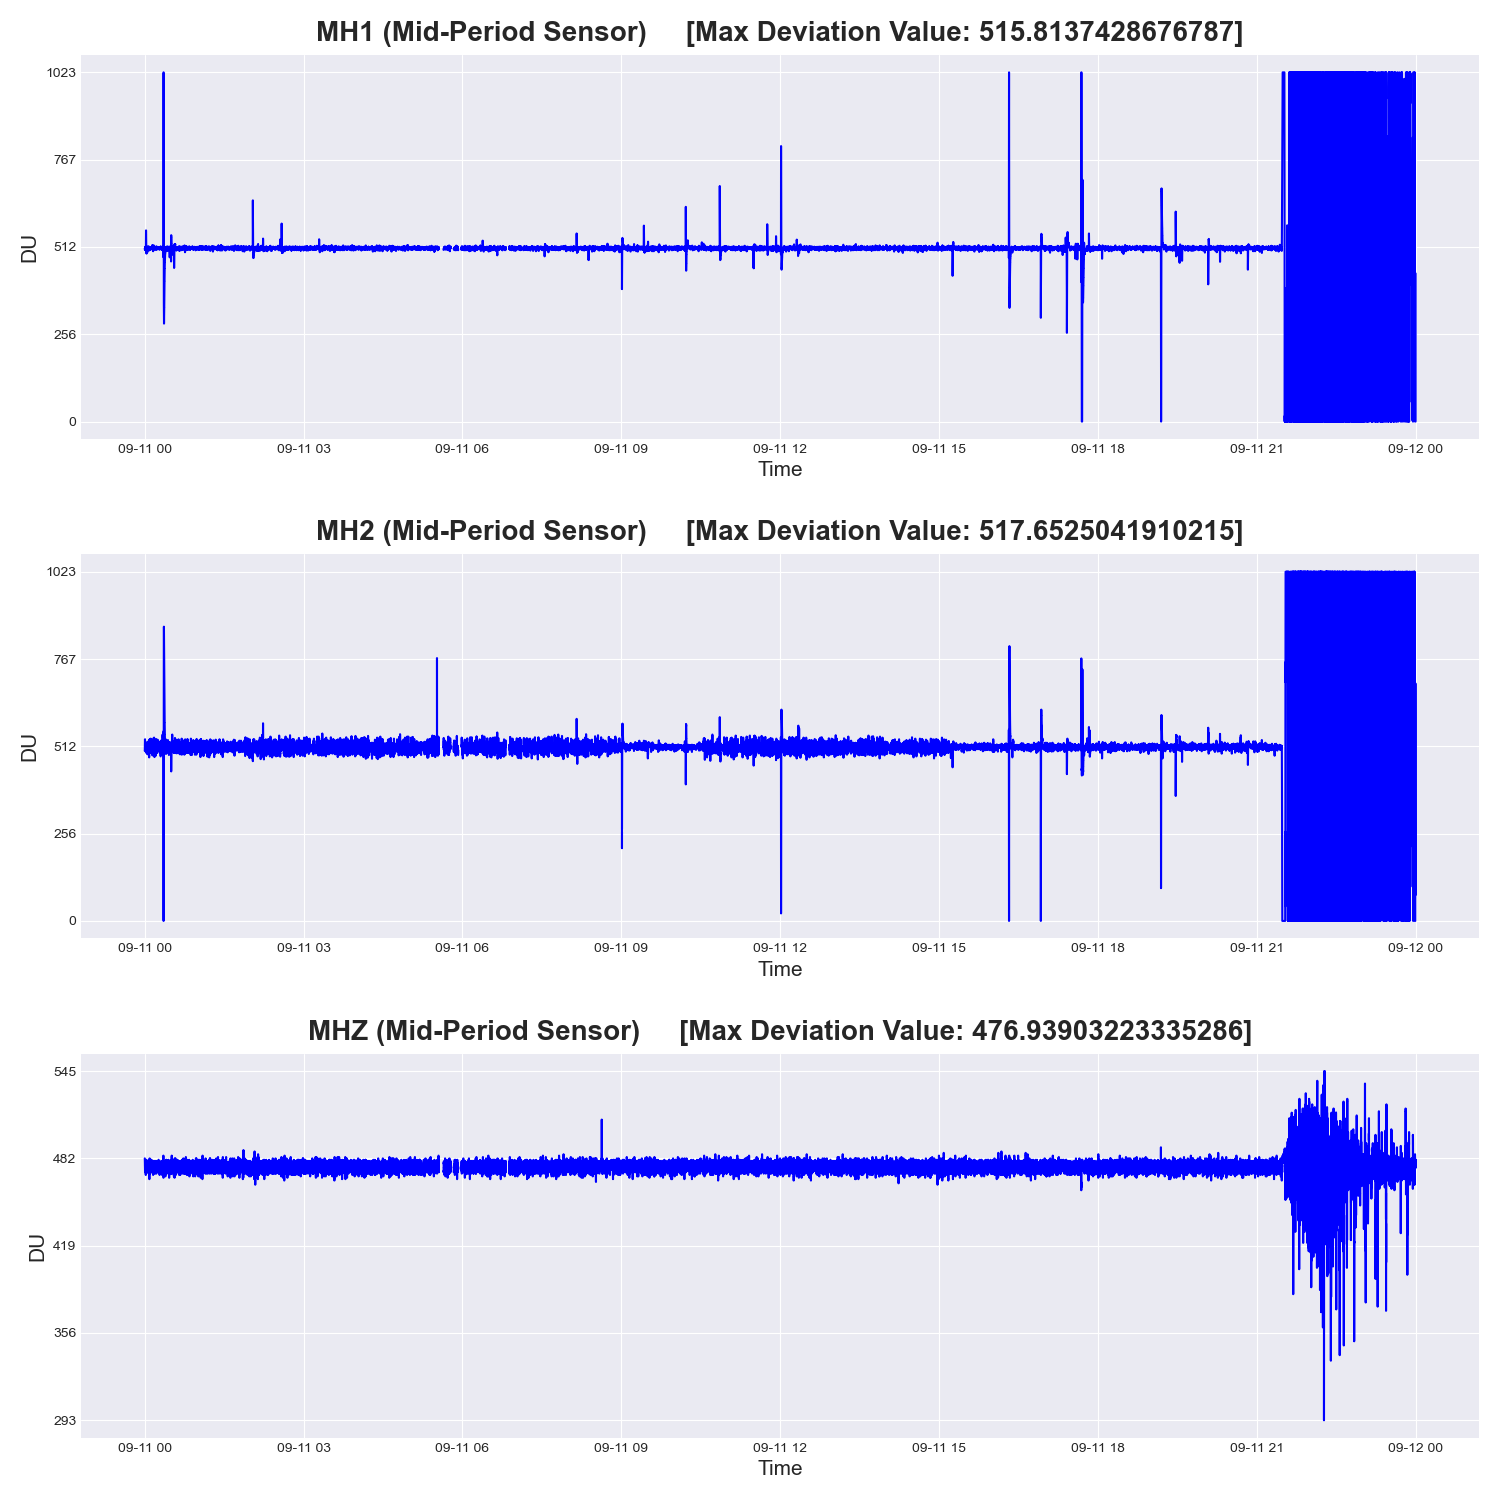 MH1 (Mid-Period Sensor)     [Max Deviation Value: 515.8137428676787]
1023
767
512
256
0
DU
09-11 00 09-11 03 09-11 06 09-11 09 09-11 12 09-11 15 09-11 18 09-11 21 09-12 00
Time
MH2 (Mid-Period Sensor)     [Max Deviation Value: 517.6525041910215]
1023
767
512
256
0
DU
09-11 00 09-11 03 09-11 06 09-11 09 09-11 12 09-11 15 09-11 18 09-11 21 09-12 00
Time
MHZ (Mid-Period Sensor)     [Max Deviation Value: 476.93903223335286]
545
482
419
356
293
DU
09-11 00 09-11 03 09-11 06 09-11 09 09-11 12 09-11 15 09-11 18 09-11 21 09-12 00
Time